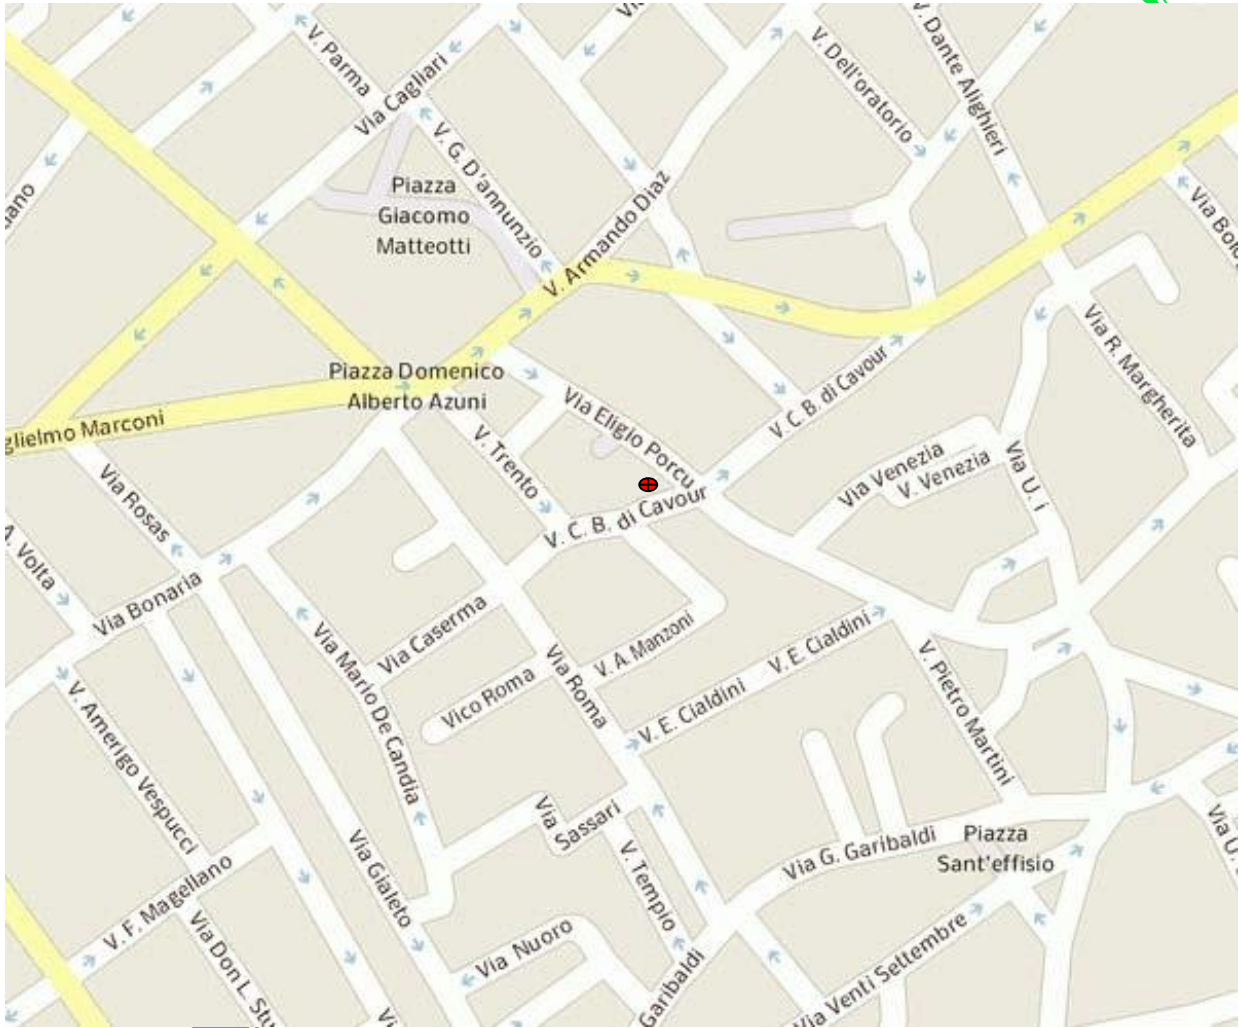 V. Parma
Via Cagliari
V. Dell'oratorio
V. Dante Alighieri
V. G. D'annunzio
Piazza
Giacomo
Matteotti
V. Armando Diaz
Via R. Margherita
Piazza Domenico
Alberto Azuni
V. C. B. di Cavour
glielmo Marconi
Via Eligio Porcu
V. Trento
Via Venezia
V. Venezia
Via U. i
Via Rosas
V. C. B. di Cavour
A. Volta
Via Bonaria
Via Caserma
Via Mario De Candia
Via Roma
V. A. Manzoni
V. E. Cialdini
V. E. Cialdini
Vico Roma
V. Pietro Martini
V. Amerigo Vespucci
Via
Sassari
V. Tempio
Via Gialeto
Via G. Garibaldi
Piazza
Sant'effisio
Via U.
V. F. Magellano
Via Don L. Stu
Via Nuoro
Garibaldi
Via Venti Settembre